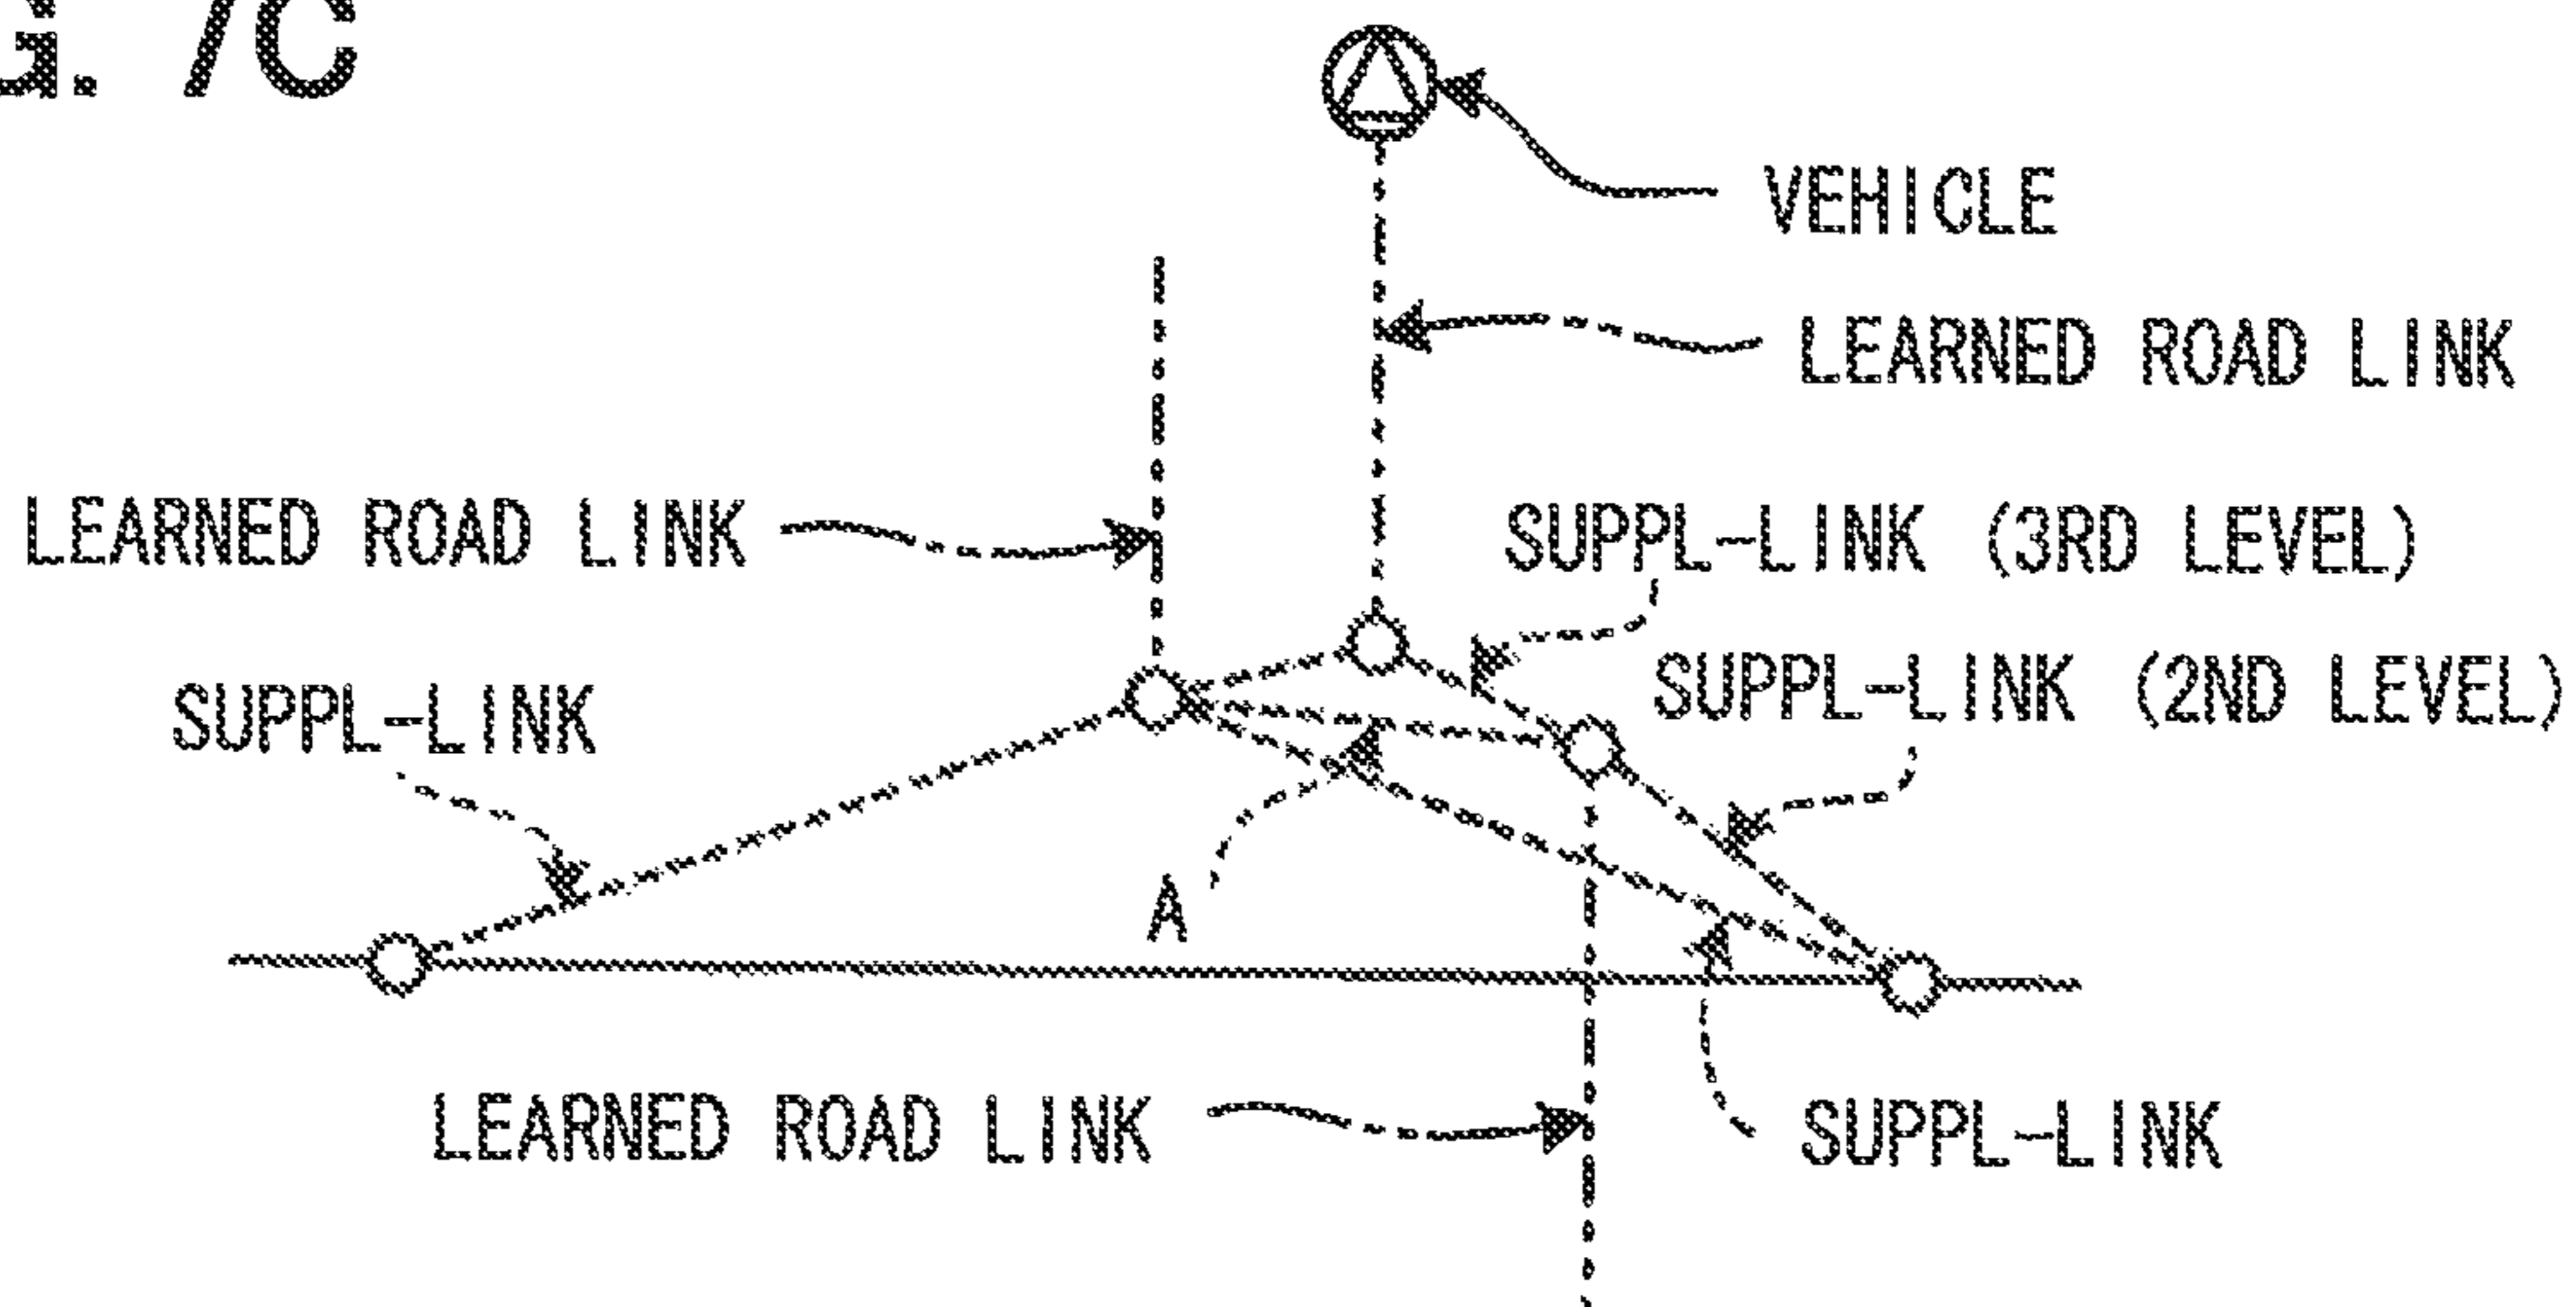 G. 7C
VEHICLE
LEARNED ROAD LINK
LEARNED ROAD LINK
SUPPL-LINK (3RD LEVEL)
SUPPL-LINK
SUPPL-LINK (2ND LEVEL)
A
LEARNED ROAD LINK
SUPPL-LINK